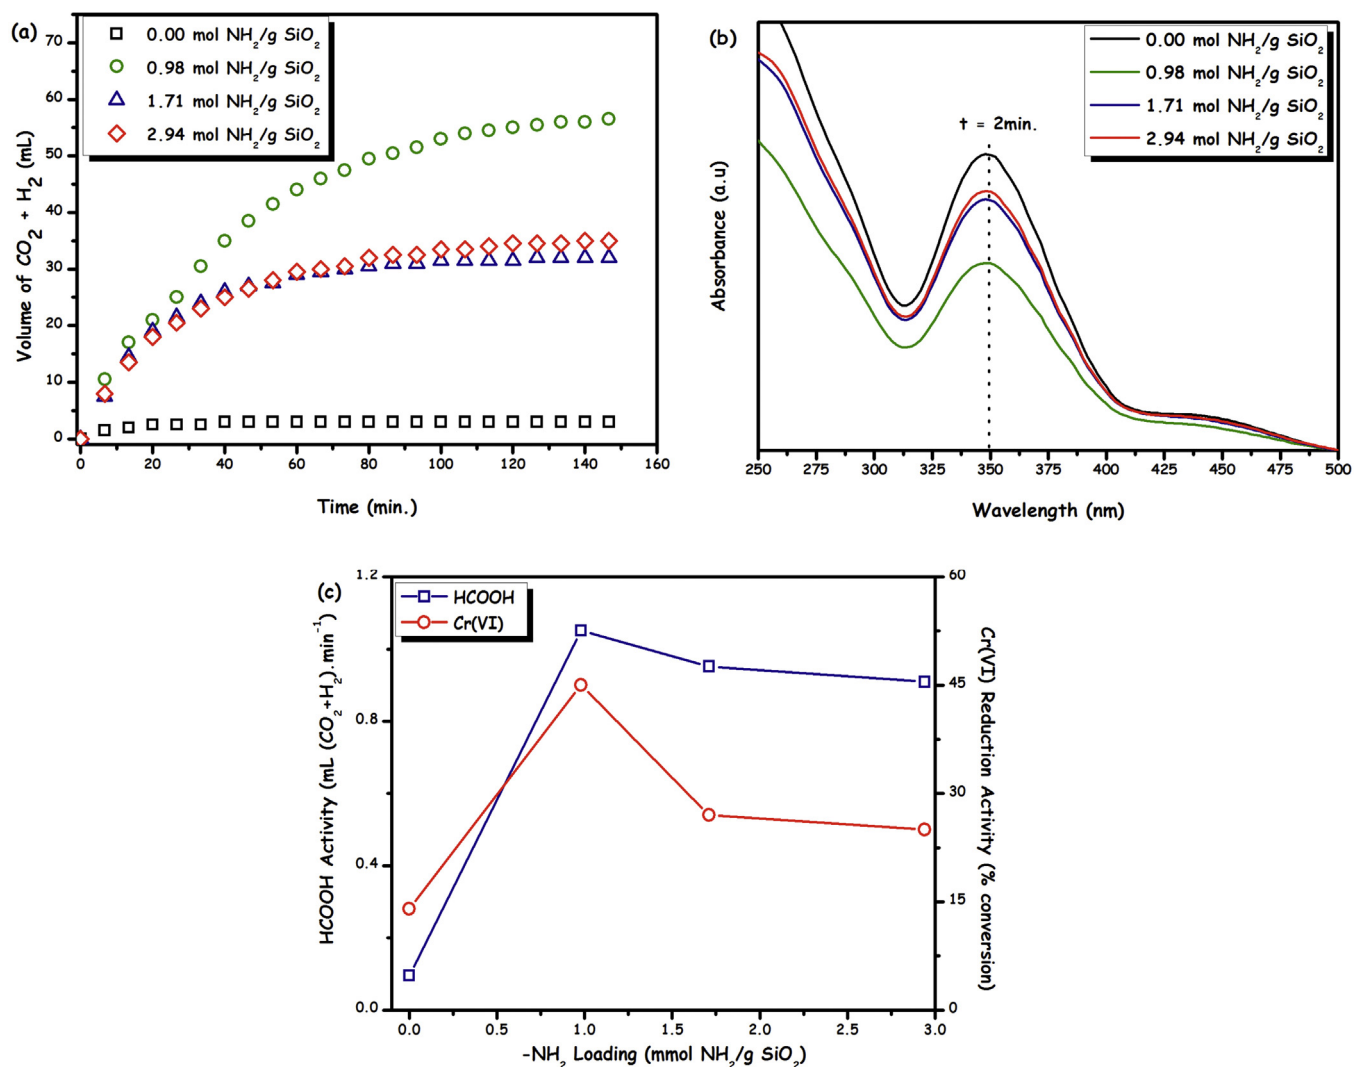 (a)
0.00 mol NH₂/g SiO₂
0.98 mol NH₂/g SiO₂
1.71 mol NH₂/g SiO₂
2.94 mol NH₂/g SiO₂
Volume of CO₂ + H₂ (mL)
70
60
50
40
30
20
10
0
0 20 40 60 80 100 120 140 160
Time (min.)
(b)
0.00 mol NH₂/g SiO₂
0.98 mol NH₂/g SiO₂
1.71 mol NH₂/g SiO₂
2.94 mol NH₂/g SiO₂
t = 2min.
Absorbance (a.u)
250 275 300 325 350 375 400 425 450 475 500
Wavelength (nm)
(c)
HCOOH
Cr(VI)
HCOOH Activity (mL (CO₂+H₂).min⁻¹)
1.2
0.8
0.4
0.0
Cr(VI) Reduction Activity (% conversion)
60
45
30
15
0
0.0 0.5 1.0 1.5 2.0 2.5 3.0
-NH₂ Loading (mmol NH₂/g SiO₂)